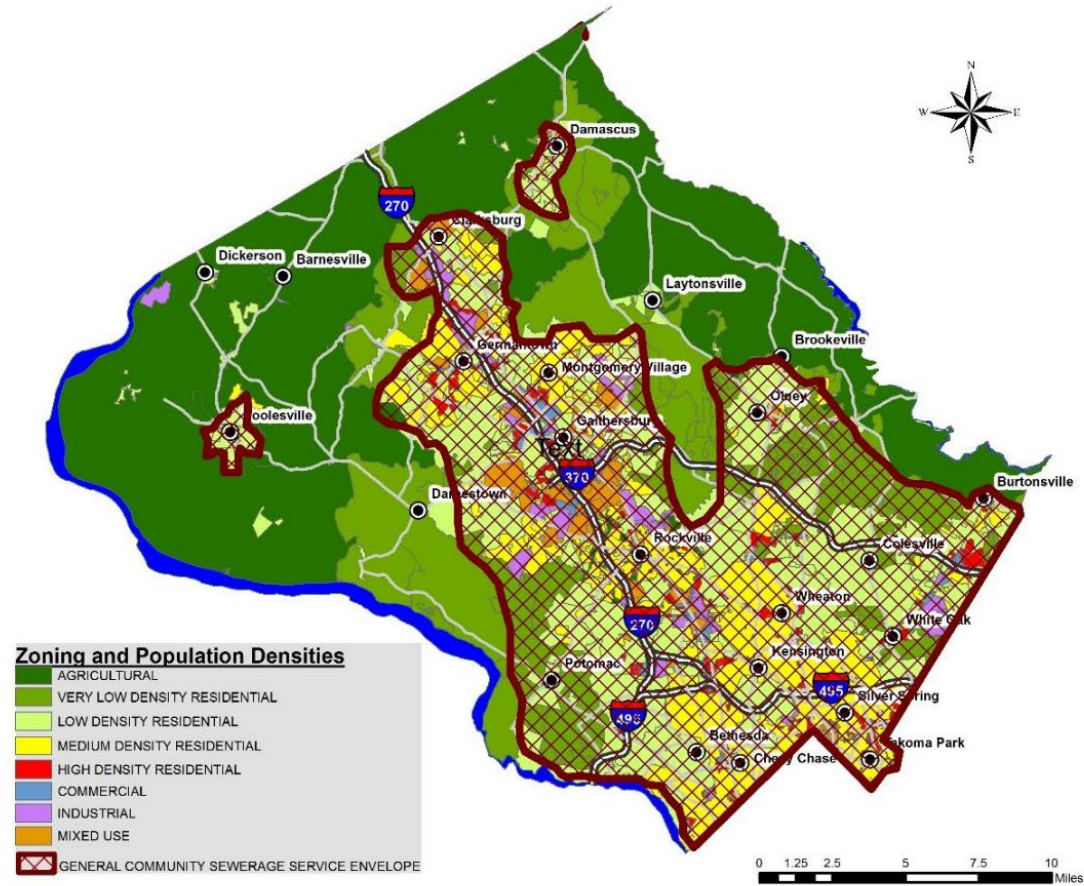 N
W E
S
Damascus
270
Clarksburg
Dickerson
Barnesville
Laytonsville
Brookeville
Germantown
Montgomery Village
Olney
oolesville
Gaithersburg
Text
370
Burtonsville
Darnestown
Rockville
Colesville
Wheaton
270
White Oak
Zoning and Population Densities
AGRICULTURAL
VERY LOW DENSITY RESIDENTIAL
LOW DENSITY RESIDENTIAL
MEDIUM DENSITY RESIDENTIAL
HIGH DENSITY RESIDENTIAL
COMMERCIAL
INDUSTRIAL
MIXED USE
GENERAL COMMUNITY SEWERAGE SERVICE ENVELOPE
Potomac
Kensington
495
Silver Spring
495
Bethesda
Chevy Chase
akoma Park
0 1.25 2.5 5 7.5 10
Miles